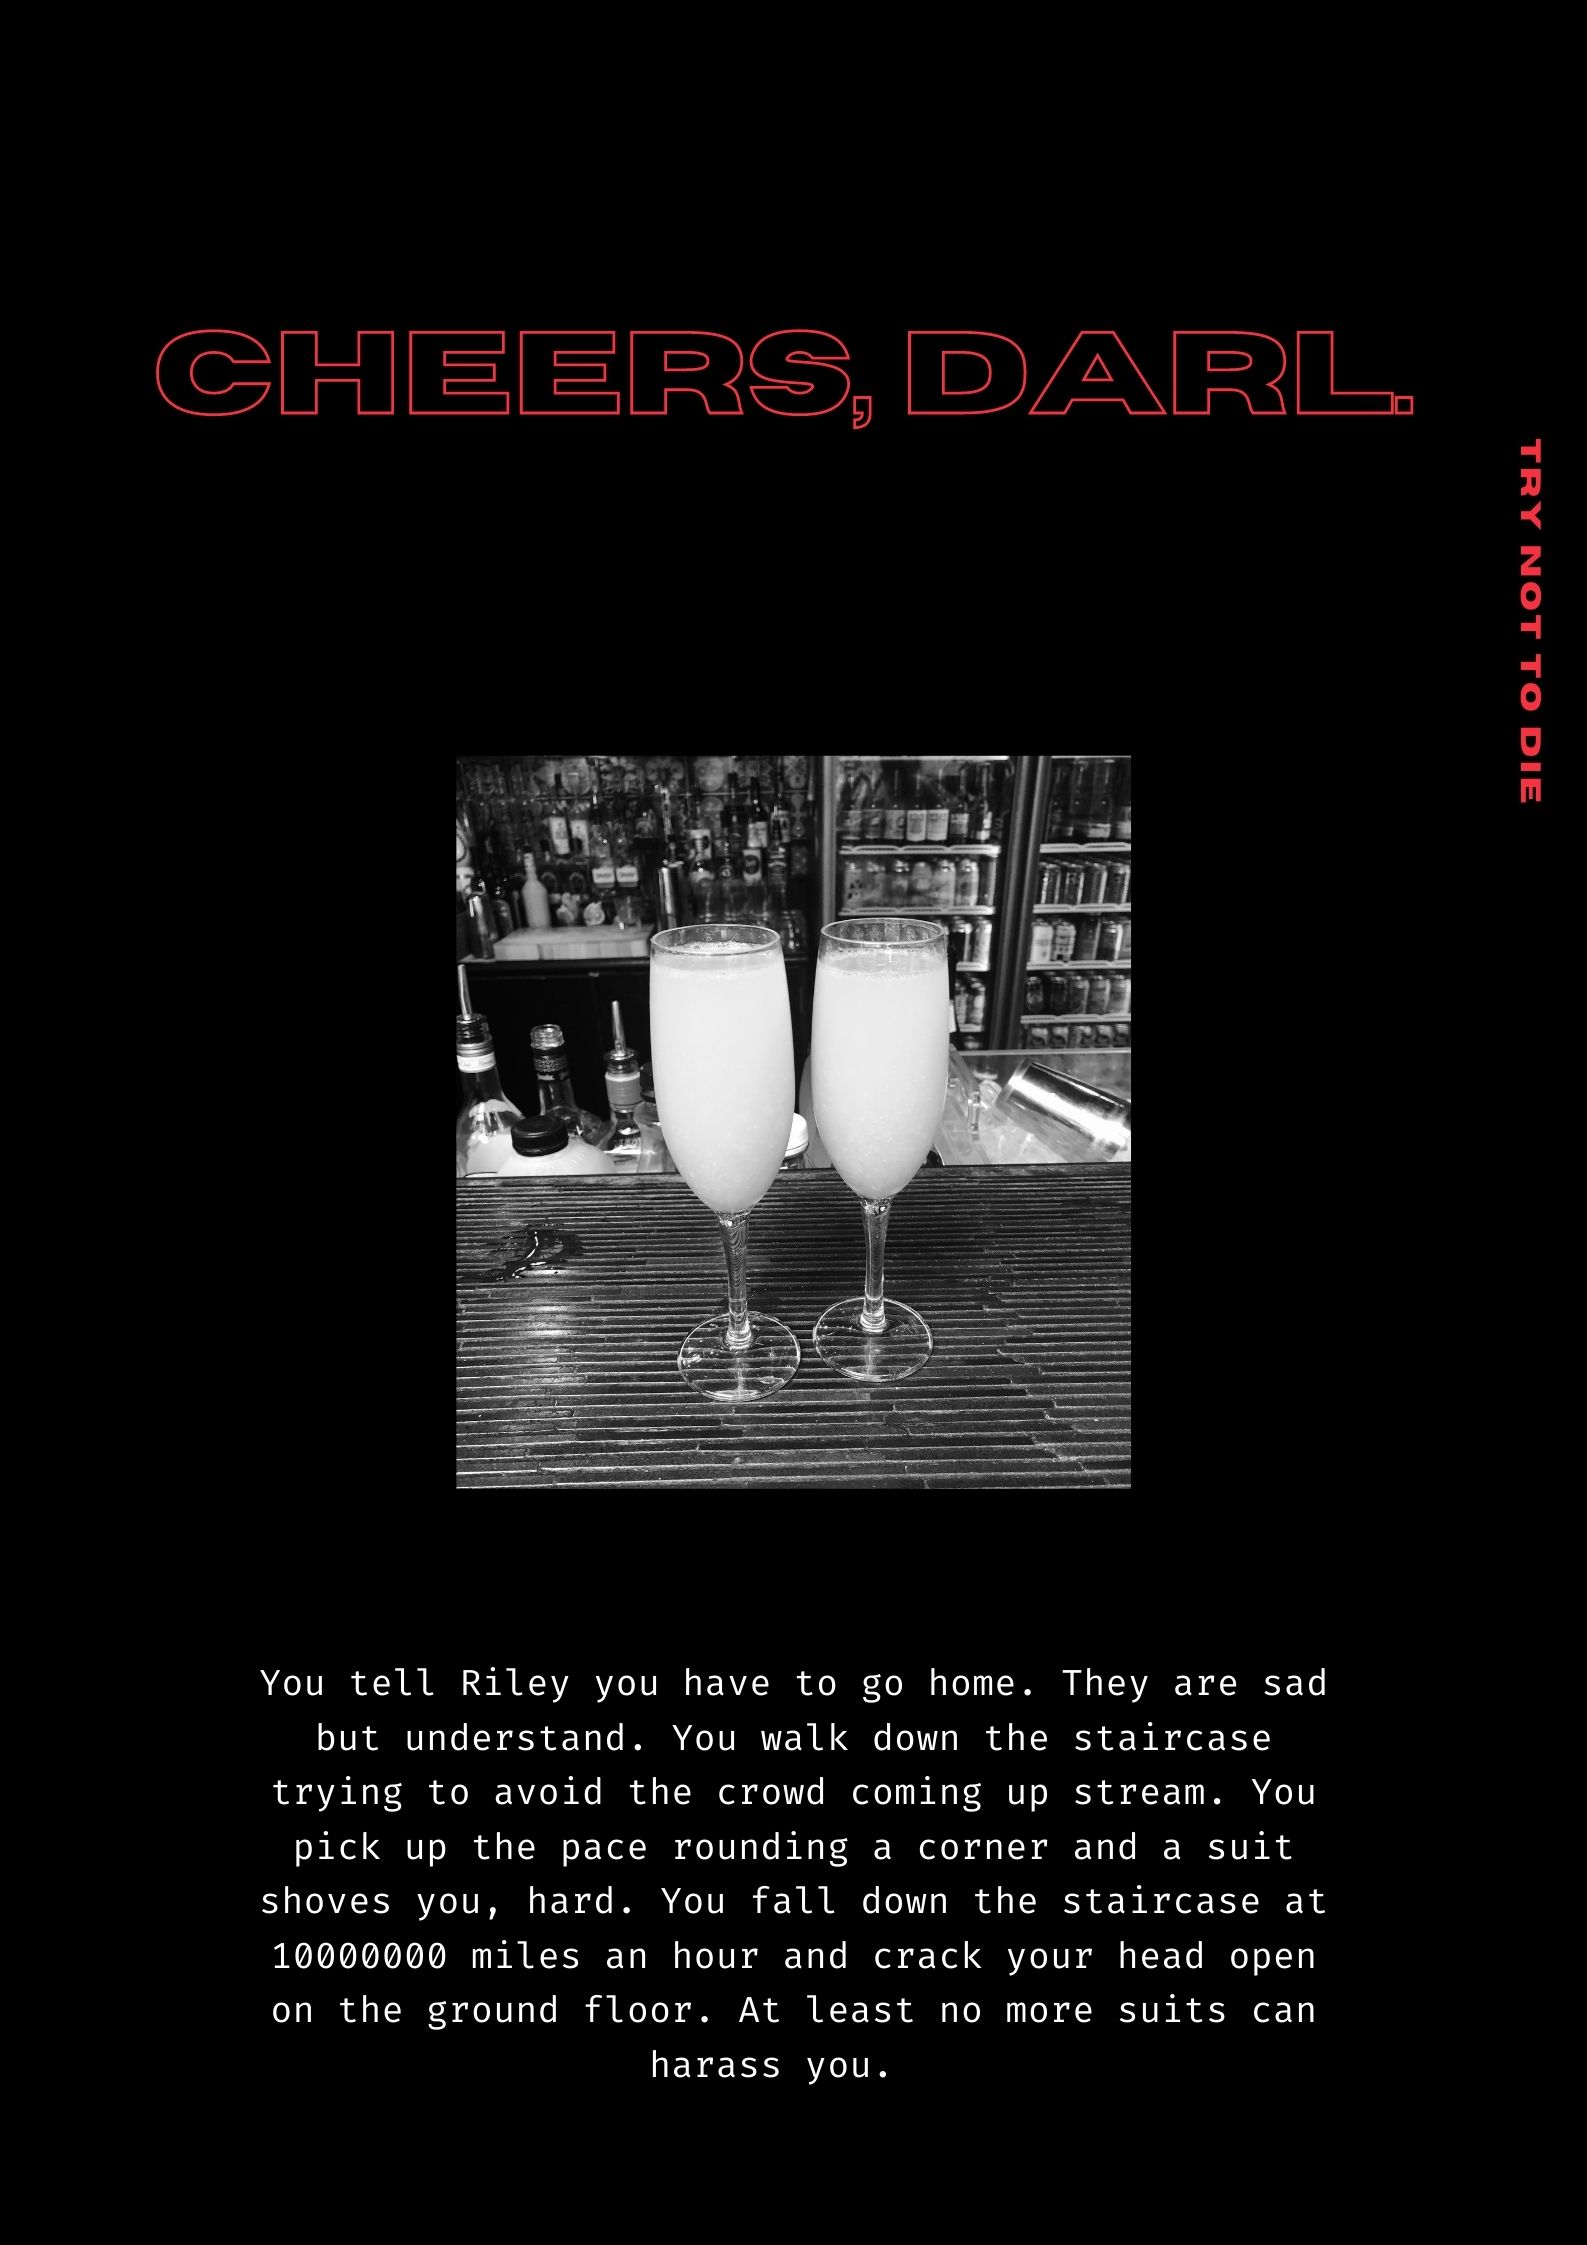 CHEERS, DARL.
TRY NOT TO DIE
You tell Riley you have to go home. They are sad
but understand. You walk down the staircase
trying to avoid the crowd coming up stream. You
pick up the pace rounding a corner and a suit
shoves you, hard. You fall down the staircase at
10000000 miles an hour and crack your head open
on the ground floor. At least no more suits can
harass you.